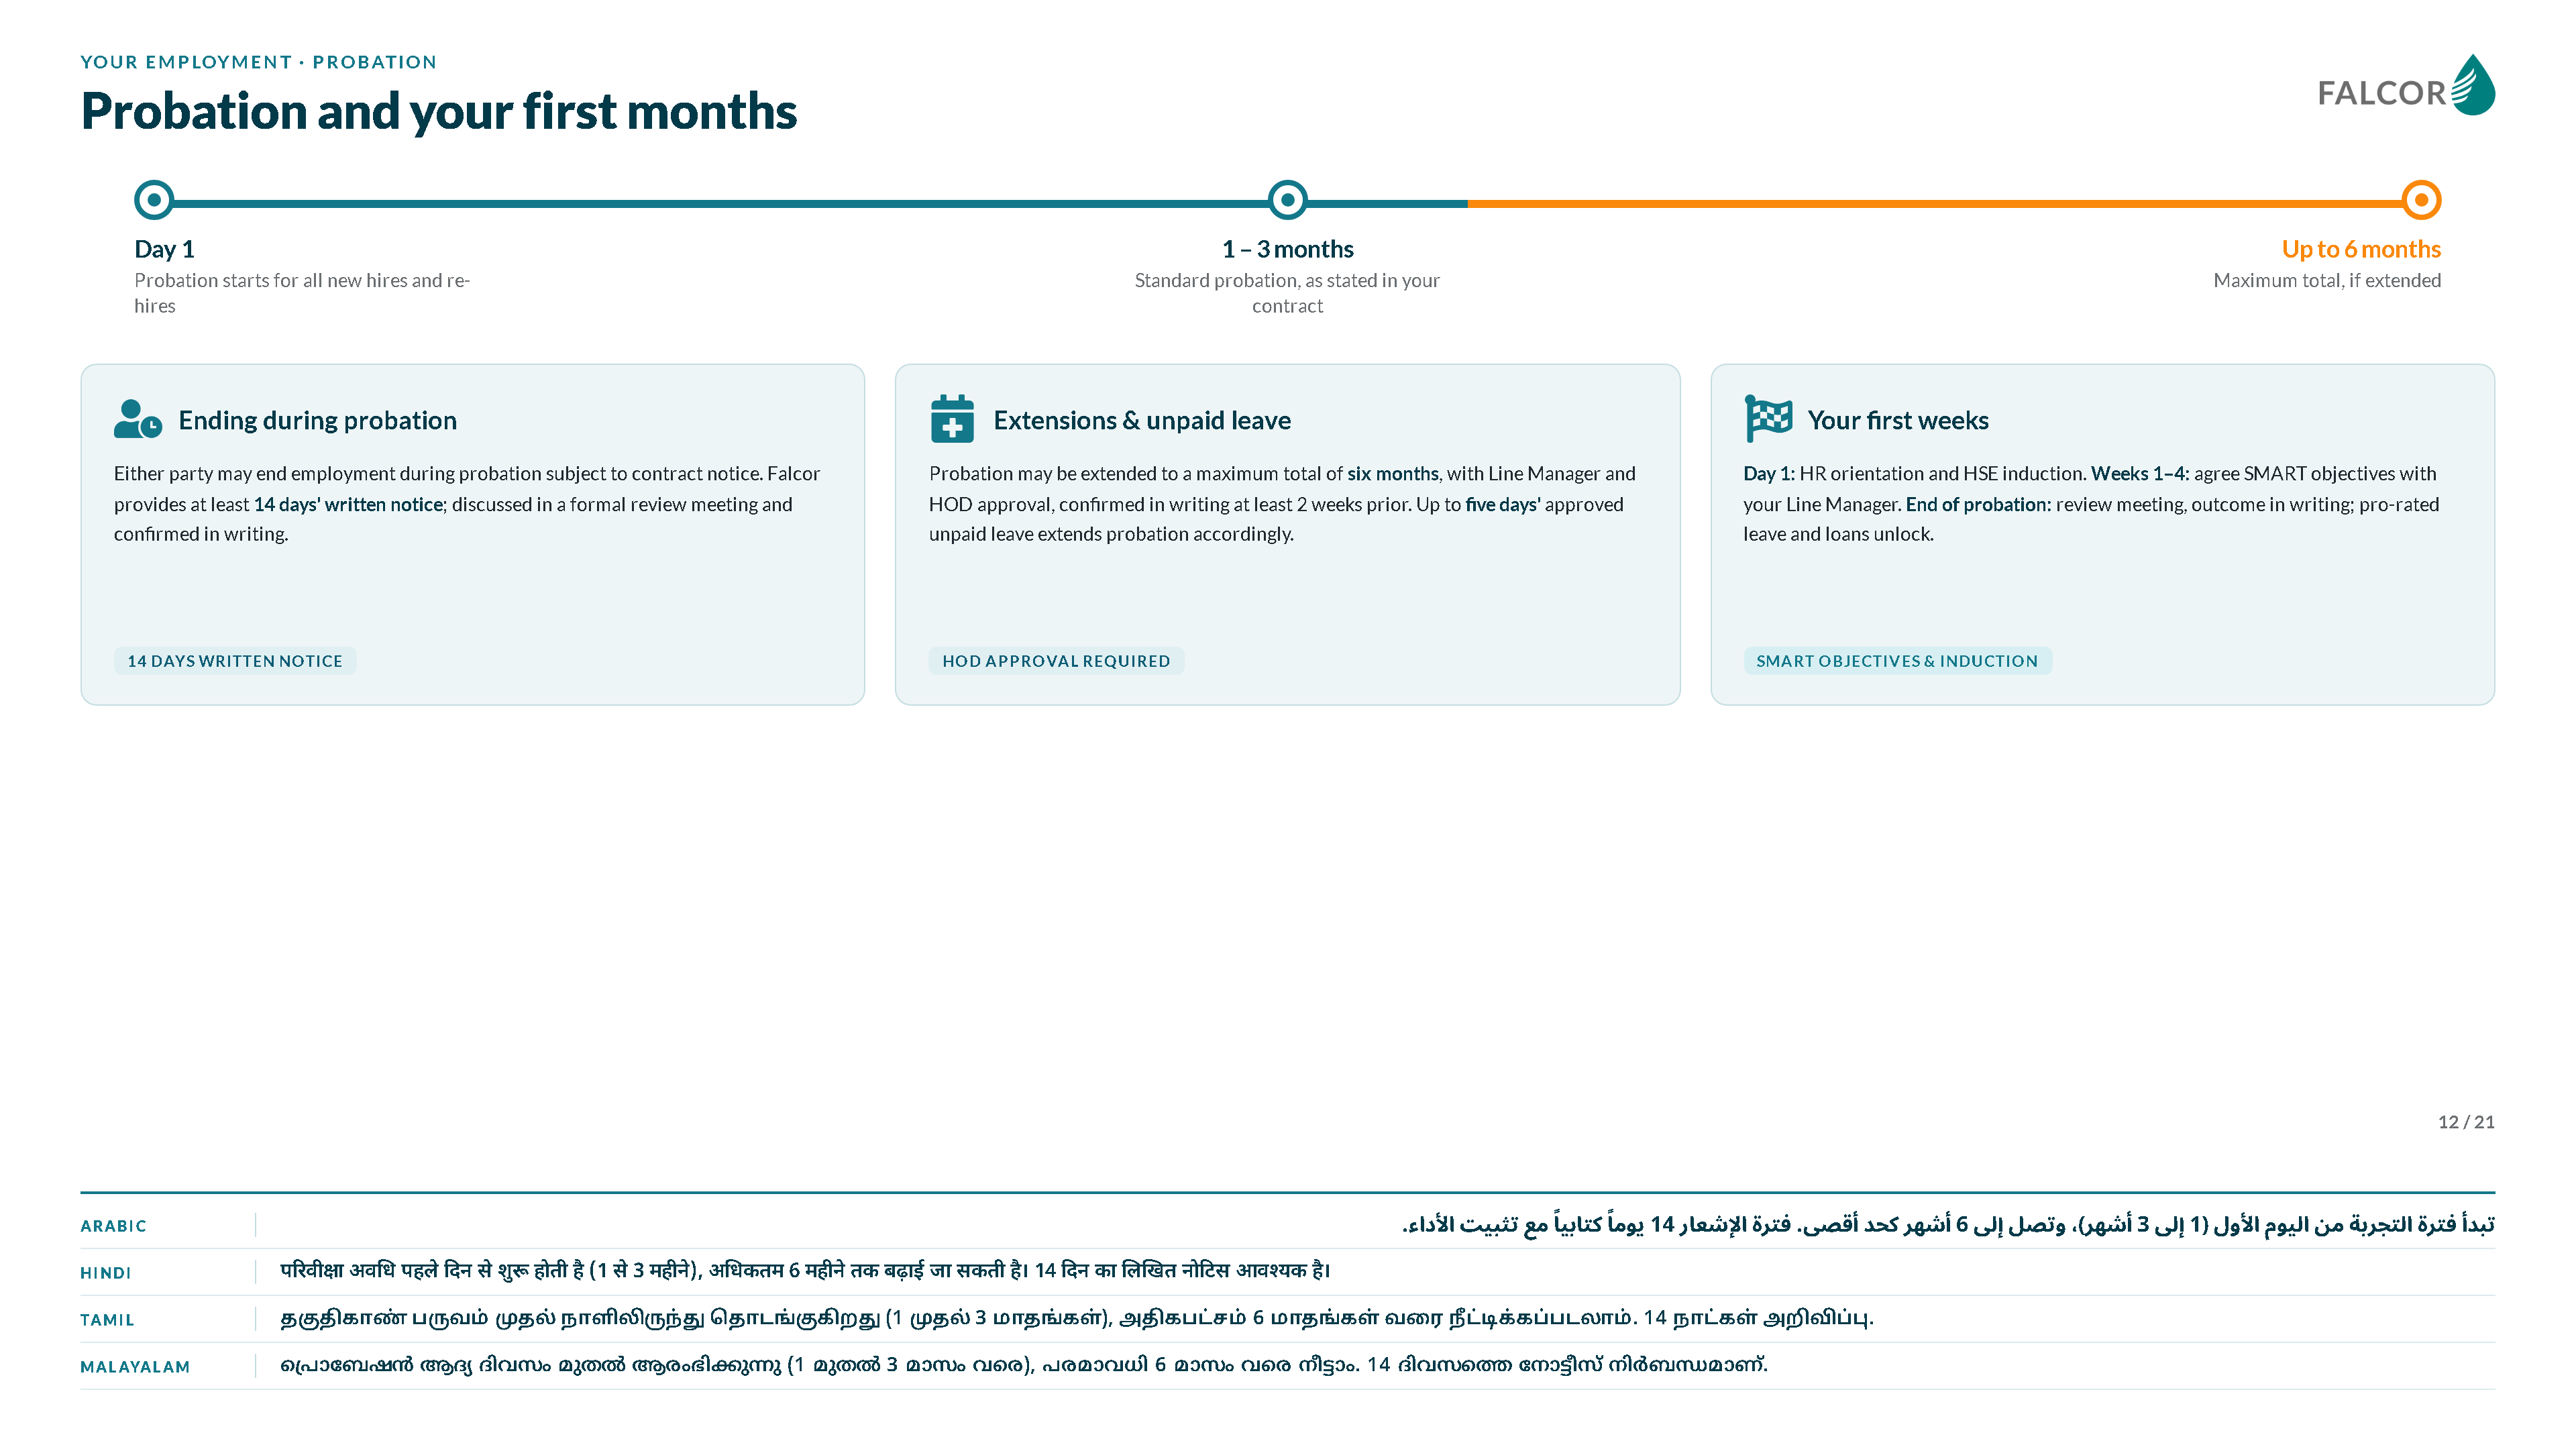 YOUR EMPLOYMENT · PROBATION
Probation and your first months
FALCOR
Day 1
Probation starts for all new hires and re-
hires
1 – 3 months
Standard probation, as stated in your
contract
Up to 6 months
Maximum total, if extended
Ending during probation
Either party may end employment during probation subject to contract notice. Falcor
provides at least 14 days' written notice; discussed in a formal review meeting and
confirmed in writing.
14 DAYS WRITTEN NOTICE
Extensions & unpaid leave
Probation may be extended to a maximum total of six months, with Line Manager and
HOD approval, confirmed in writing at least 2 weeks prior. Up to five days' approved
unpaid leave extends probation accordingly.
HOD APPROVAL REQUIRED
Your first weeks
Day 1: HR orientation and HSE induction. Weeks 1–4: agree SMART objectives with
your Line Manager. End of probation: review meeting, outcome in writing; pro-rated
leave and loans unlock.
SMART OBJECTIVES & INDUCTION
12 / 21
ARABIC
تبدأ فترة التجربة من اليوم الأول (1 إلى 3 أشهر)، وتصل إلى 6 أشهر كحد أقصى. فترة الإشعار 14 يوماً كتابياً مع تثبيت الأداء.
HINDI
परिवीक्षा अवधि पहले दिन से शुरू होती है (1 से 3 महीने), अधिकतम 6 महीने तक बढ़ाई जा सकती है। 14 दिन का लिखित नोटिस आवश्यक है।
TAMIL
தகுதிகாண் பருவம் முதல் நாளிலிருந்து தொடங்குகிறது (1 முதல் 3 மாதங்கள்), அதிகபட்சம் 6 மாதங்கள் வரை நீட்டிக்கப்படலாம். 14 நாட்கள் அறிவிப்பு.
MALAYALAM
പ്രൊബേഷൻ ആദ്യ ദിവസം മുതൽ ആരംഭിക്കുന്നു (1 മുതൽ 3 മാസം വരെ), പരമാവധി 6 മാസം വരെ നീട്ടാം. 14 ദിവസത്തെ നോട്ടീസ് നിർബന്ധമാണ്.